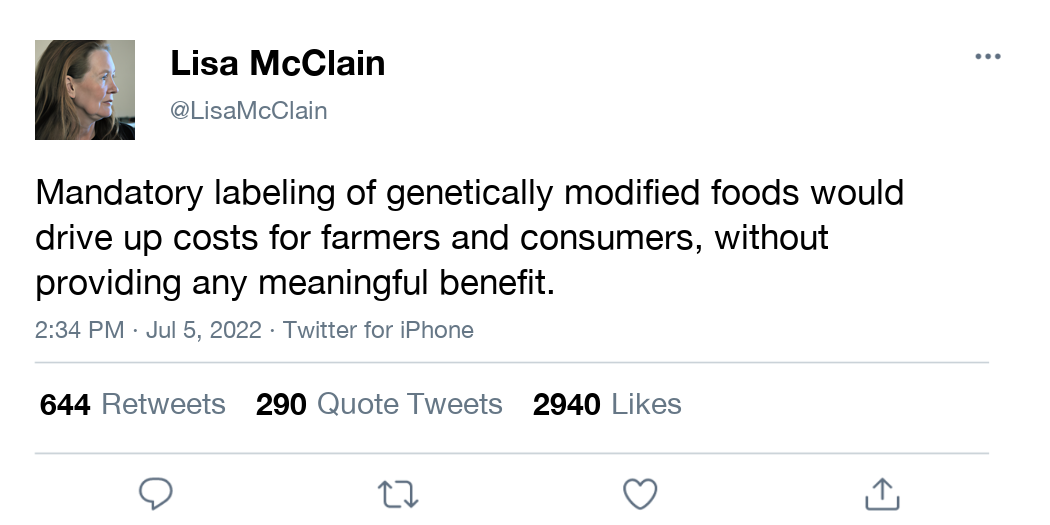 Lisa McClain
@LisaMcClain
Mandatory labeling of genetically modified foods would
drive up costs for farmers and consumers, without
providing any meaningful benefit.
2:34 PM · Jul 5, 2022 · Twitter for iPhone
644 Retweets 290 Quote Tweets 2940 Likes